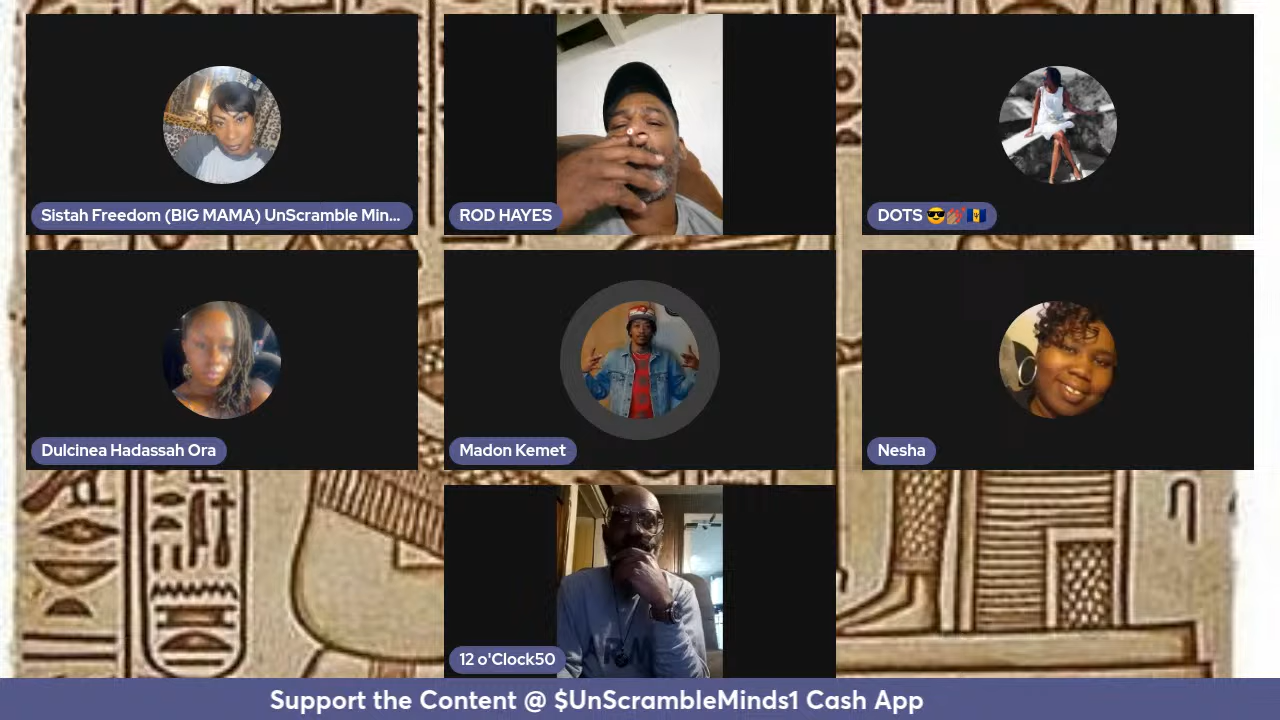 Sistah Freedom (BIG MAMA) UnScramble Min...
ROD HAYES
DOTS 😎💅🏽🇧🇧
Dulcinea Hadassah Ora
Madon Kemet
Nesha
ARMY
12 o'Clock50
Support the Content @ $UnScrambleMinds1 Cash App